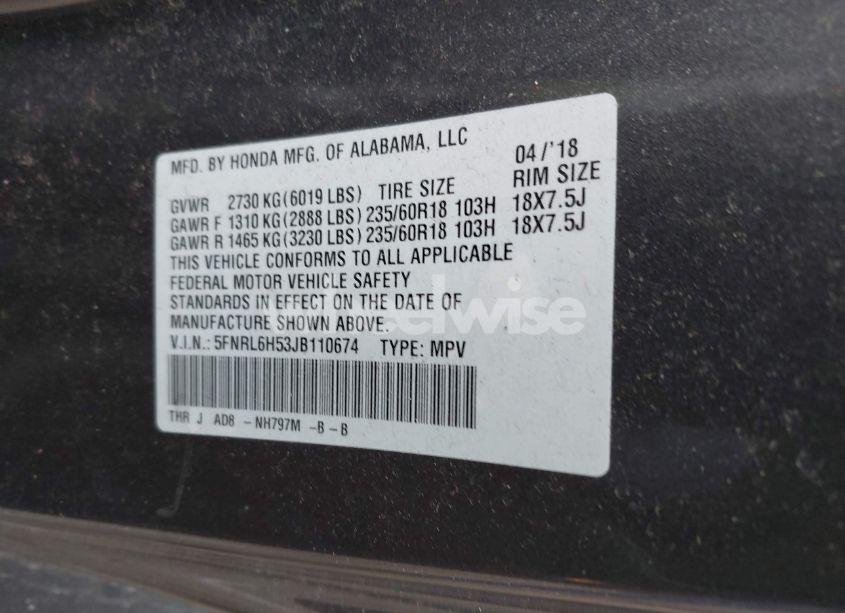 MFD. BY HONDA MFG. OF ALABAMA, LLC 04/'18
GVWR 2730 KG(6019 LBS) TIRE SIZE RIM SIZE
GAWR F 1310 KG(2888 LBS) 235/60R18 103H 18X7.5J
GAWR R 1465 KG(3230 LBS) 235/60R18 103H 18X7.5J
THIS VEHICLE CONFORMS TO ALL APPLICABLE
FEDERAL MOTOR VEHICLE SAFETY
STANDARDS IN EFFECT ON THE DATE OF
MANUFACTURE SHOWN ABOVE.
V.I.N.: 5FNRL6H53JB110674 TYPE: MPV
THR J AD8 - NH797M -B - B